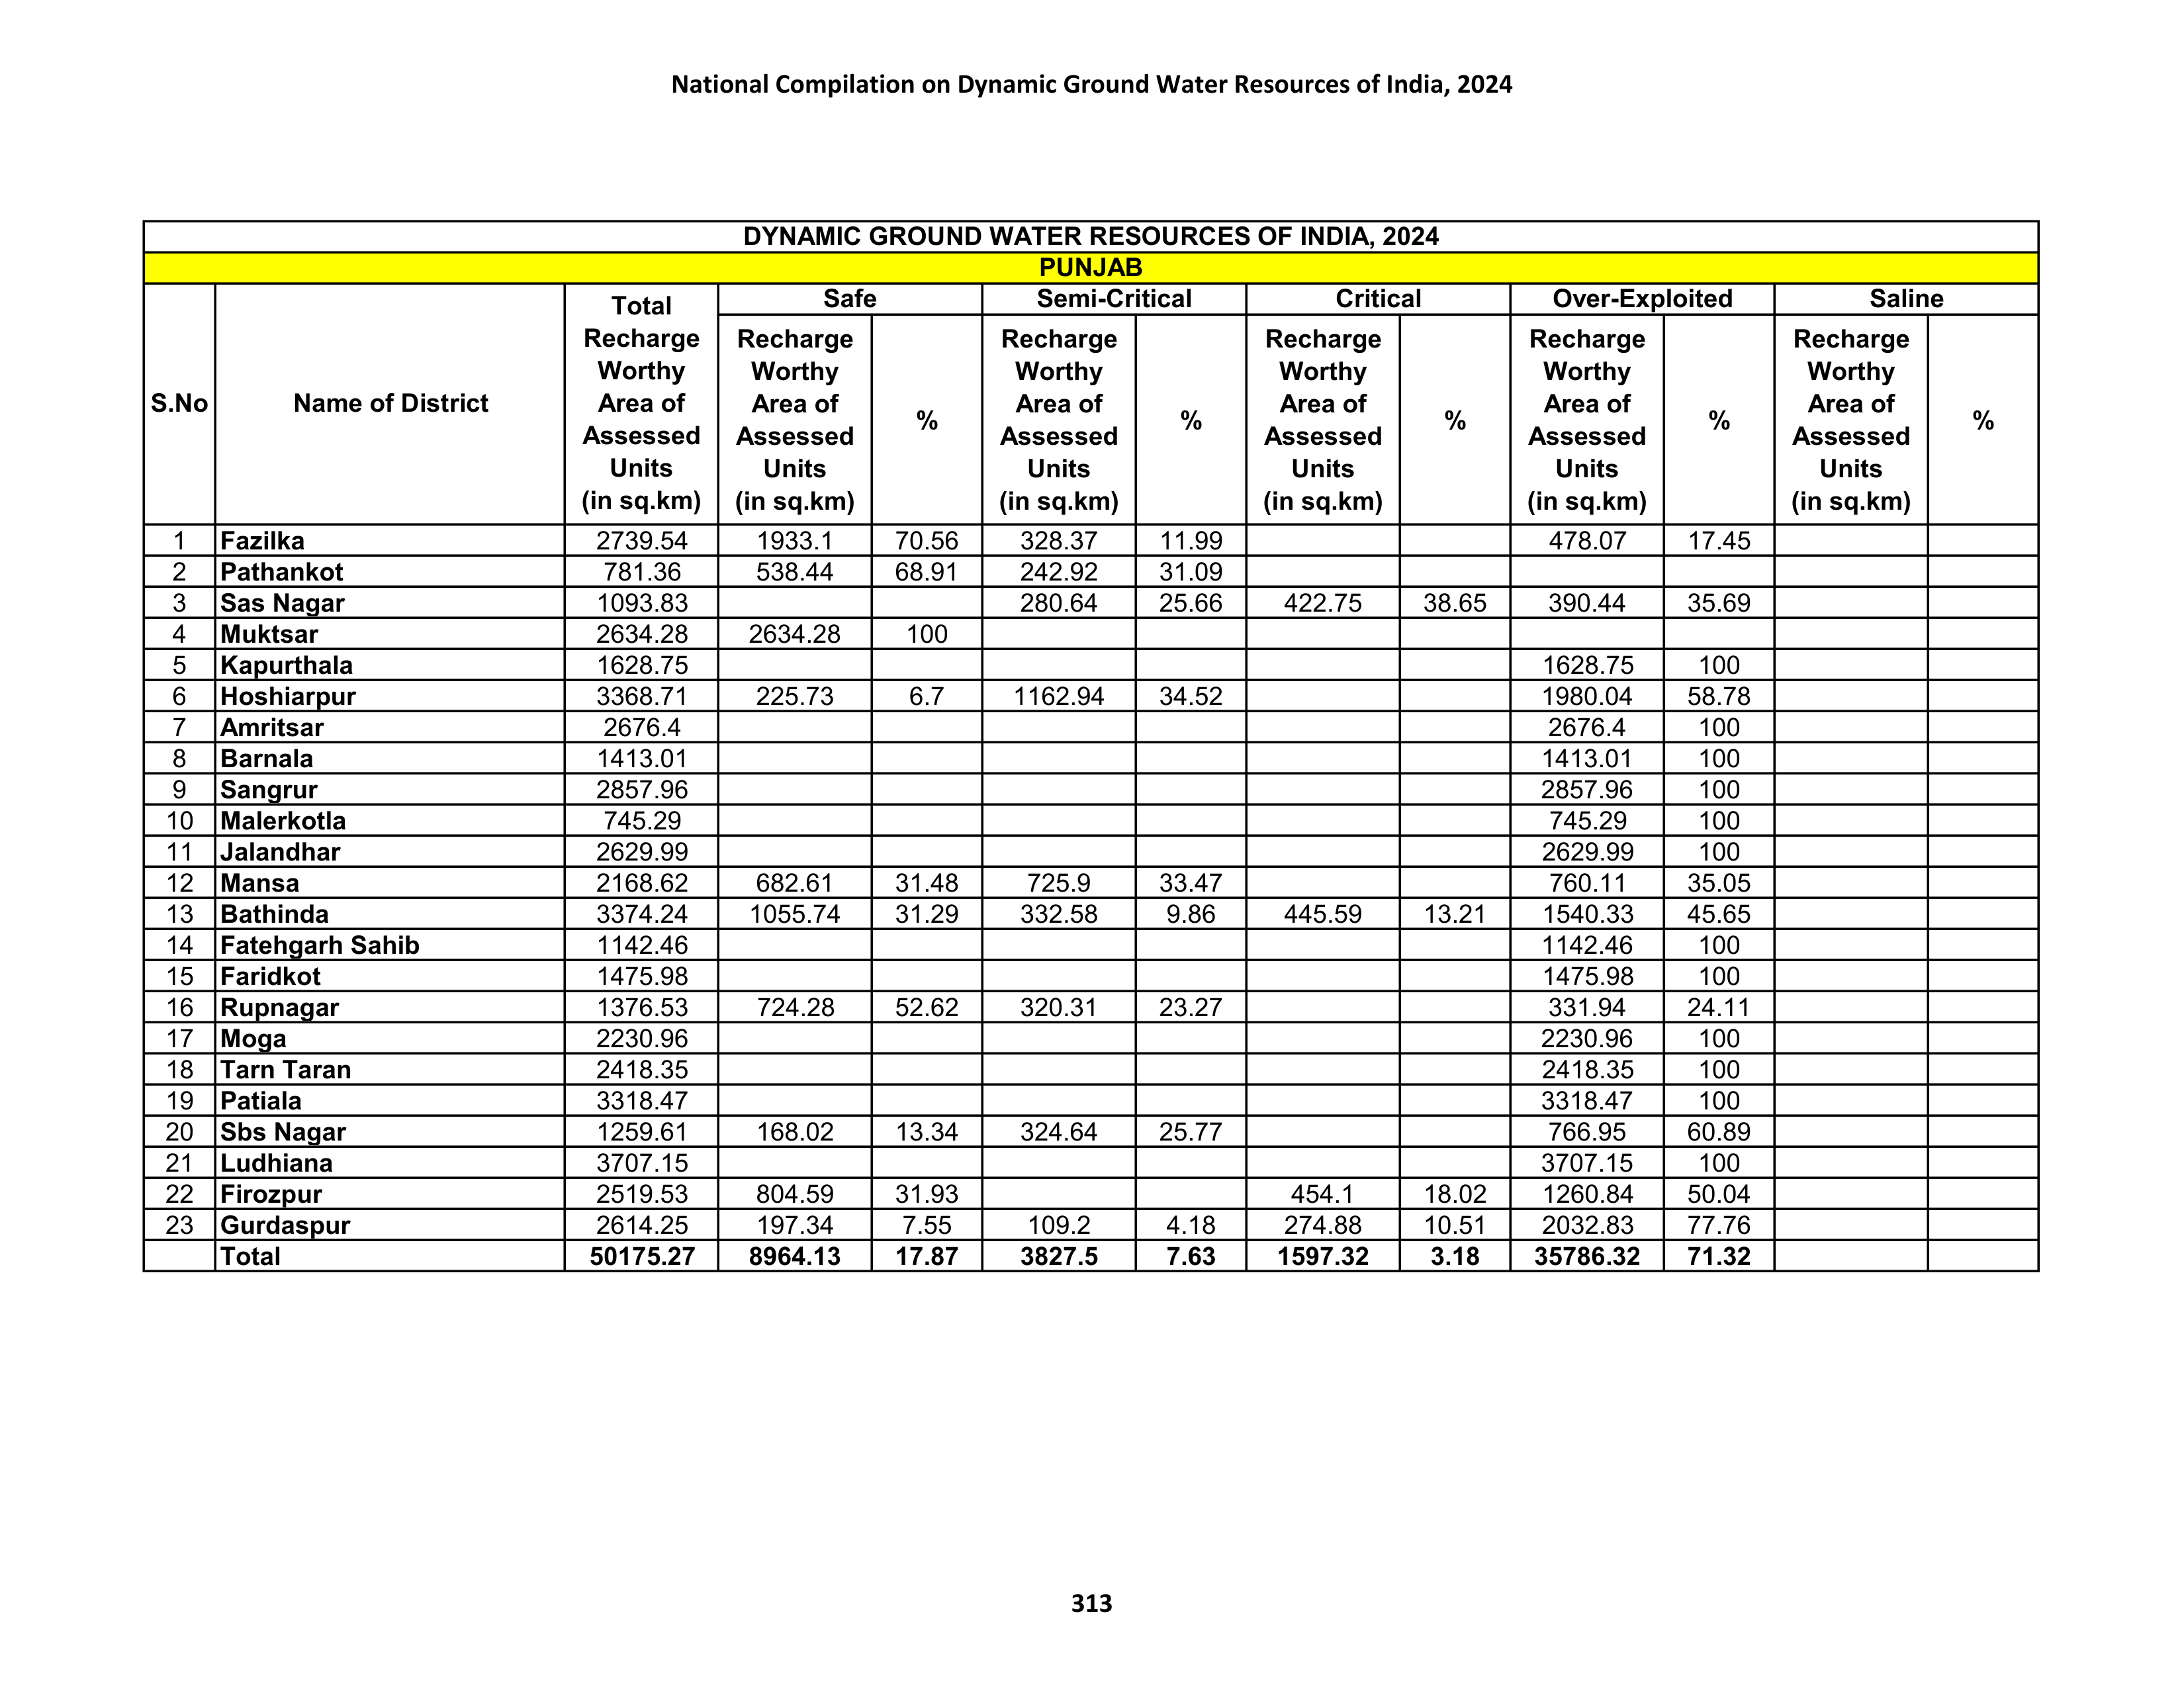 National Compilation on Dynamic Ground Water Resources of India, 2024
DYNAMIC GROUND WATER RESOURCES OF INDIA, 2024
PUNJAB
S.No Name of District Total Recharge Worthy Area of Assessed Units (in sq.km) Safe Semi-Critical Critical Over-Exploited Saline
Recharge Worthy Area of Assessed Units (in sq.km) % Recharge Worthy Area of Assessed Units (in sq.km) % Recharge Worthy Area of Assessed Units (in sq.km) % Recharge Worthy Area of Assessed Units (in sq.km) % Recharge Worthy Area of Assessed Units (in sq.km) %
1 Fazilka 2739.54 1933.1 70.56 328.37 11.99 478.07 17.45
2 Pathankot 781.36 538.44 68.91 242.92 31.09
3 Sas Nagar 1093.83 280.64 25.66 422.75 38.65 390.44 35.69
4 Muktsar 2634.28 2634.28 100
5 Kapurthala 1628.75 1628.75 100
6 Hoshiarpur 3368.71 225.73 6.7 1162.94 34.52 1980.04 58.78
7 Amritsar 2676.4 2676.4 100
8 Barnala 1413.01 1413.01 100
9 Sangrur 2857.96 2857.96 100
10 Malerkotla 745.29 745.29 100
11 Jalandhar 2629.99 2629.99 100
12 Mansa 2168.62 682.61 31.48 725.9 33.47 760.11 35.05
13 Bathinda 3374.24 1055.74 31.29 332.58 9.86 445.59 13.21 1540.33 45.65
14 Fatehgarh Sahib 1142.46 1142.46 100
15 Faridkot 1475.98 1475.98 100
16 Rupnagar 1376.53 724.28 52.62 320.31 23.27 331.94 24.11
17 Moga 2230.96 2230.96 100
18 Tarn Taran 2418.35 2418.35 100
19 Patiala 3318.47 3318.47 100
20 Sbs Nagar 1259.61 168.02 13.34 324.64 25.77 766.95 60.89
21 Ludhiana 3707.15 3707.15 100
22 Firozpur 2519.53 804.59 31.93 454.1 18.02 1260.84 50.04
23 Gurdaspur 2614.25 197.34 7.55 109.2 4.18 274.88 10.51 2032.83 77.76
Total 50175.27 8964.13 17.87 3827.5 7.63 1597.32 3.18 35786.32 71.32
313